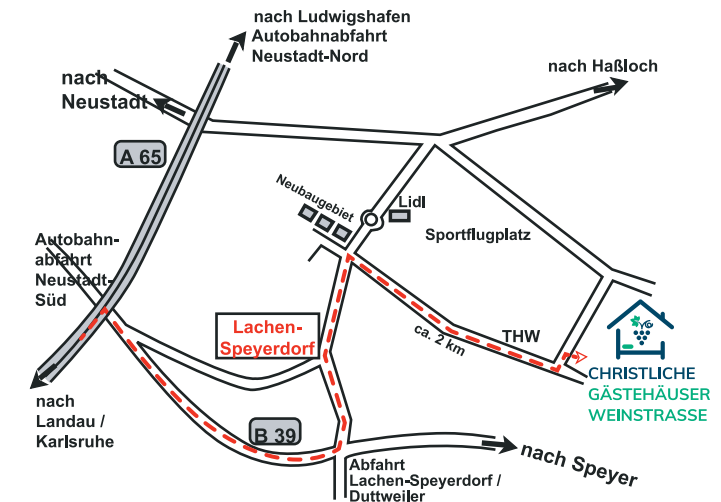 nach Ludwigshafen
Autobahnabfahrt
Neustadt-Nord
nach Haßloch
nach
Neustadt
A 65
Neubaugebiet
Lidl
Sportflugplatz
Autobahn-
abfahrt
Neustadt-
Süd
Lachen-
Speyerdorf
ca. 2 km
THW
CHRISTLICHE
GÄSTEHÄUSER
WEINSTRASSE
nach
Landau /
Karlsruhe
B 39
nach Speyer
Abfahrt
Lachen-Speyerdorf /
Duttweiler